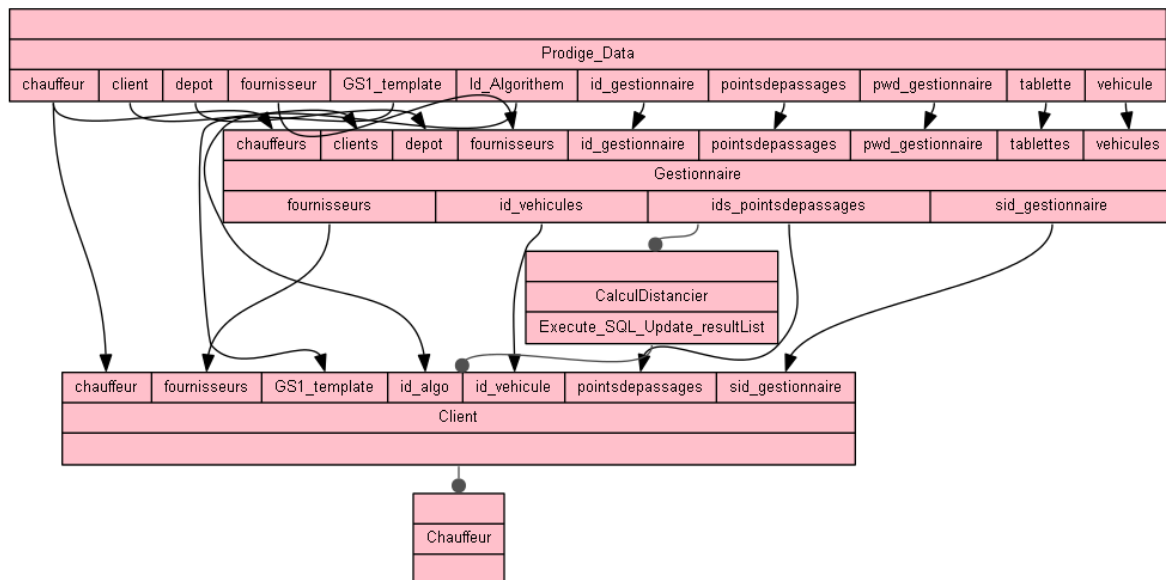 Prodige_Data
chauffeur client depot fournisseur GS1_template Id_Algorithem id_gestionnaire pointsdepassages pwd_gestionnaire tablette vehicule
chauffeurs clients depot fournisseurs id_gestionnaire pointsdepassages pwd_gestionnaire tablettes vehicules
Gestionnaire
fournisseurs id_vehicules ids_pointsdepassages sid_gestionnaire
CalculDistancier
Execute_SQL_Update_resultList
chauffeur fournisseurs GS1_template id_algo id_vehicule pointsdepassages sid_gestionnaire
Client
Chauffeur